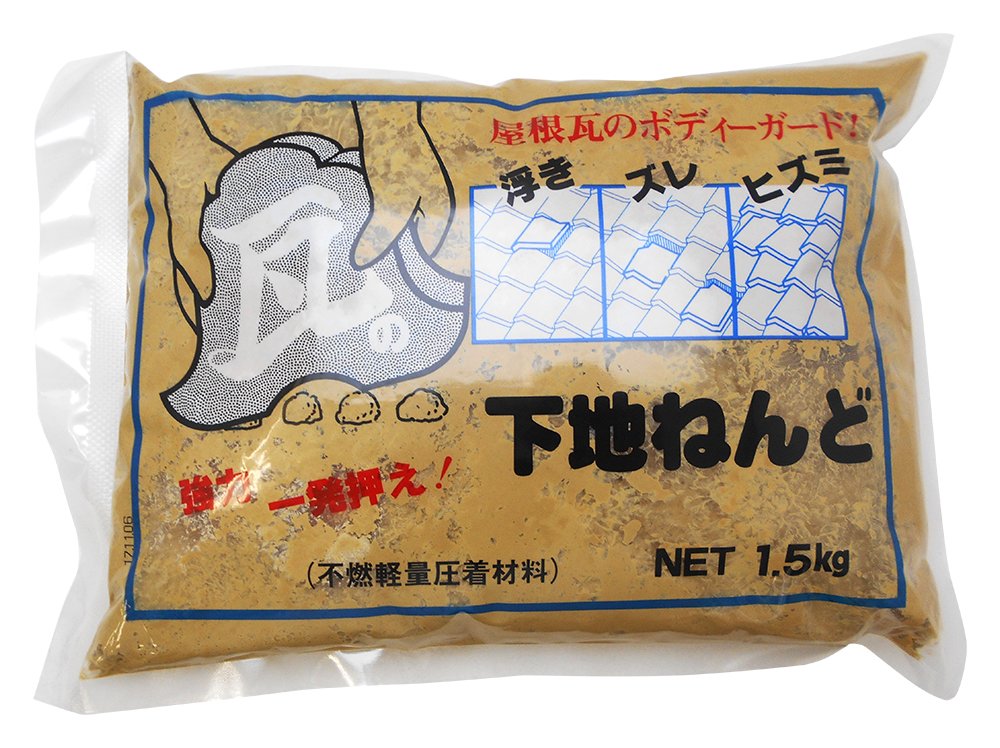 屋根瓦のボディーガード!
浮き ズレ ヒズミ
瓦の
下地ねんど
強力 一発押え!
(不燃軽量圧着材料)
NET 1.5kg
171106